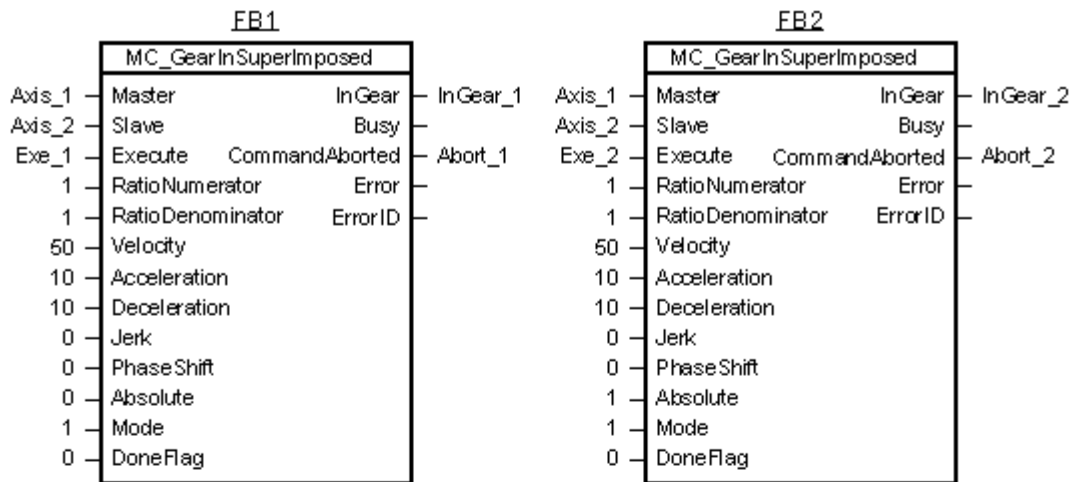 FB1 FB2
MC_GearInSuperImposed MC_GearInSuperImposed
Axis_1 Master InGear InGear_1 Axis_1 Master InGear InGear_2
Axis_2 Slave Busy Axis_2 Slave Busy
Exe_1 Execute CommandAborted Abort_1 Exe_2 Execute CommandAborted Abort_2
1 RatioNumerator Error 1 RatioNumerator Error
1 RatioDenominator ErrorID 1 RatioDenominator ErrorID
50 Velocity 50 Velocity
10 Acceleration 10 Acceleration
10 Deceleration 10 Deceleration
0 Jerk 0 Jerk
0 PhaseShift 0 PhaseShift
0 Absolute 1 Absolute
1 Mode 1 Mode
0 DoneFlag 0 DoneFlag